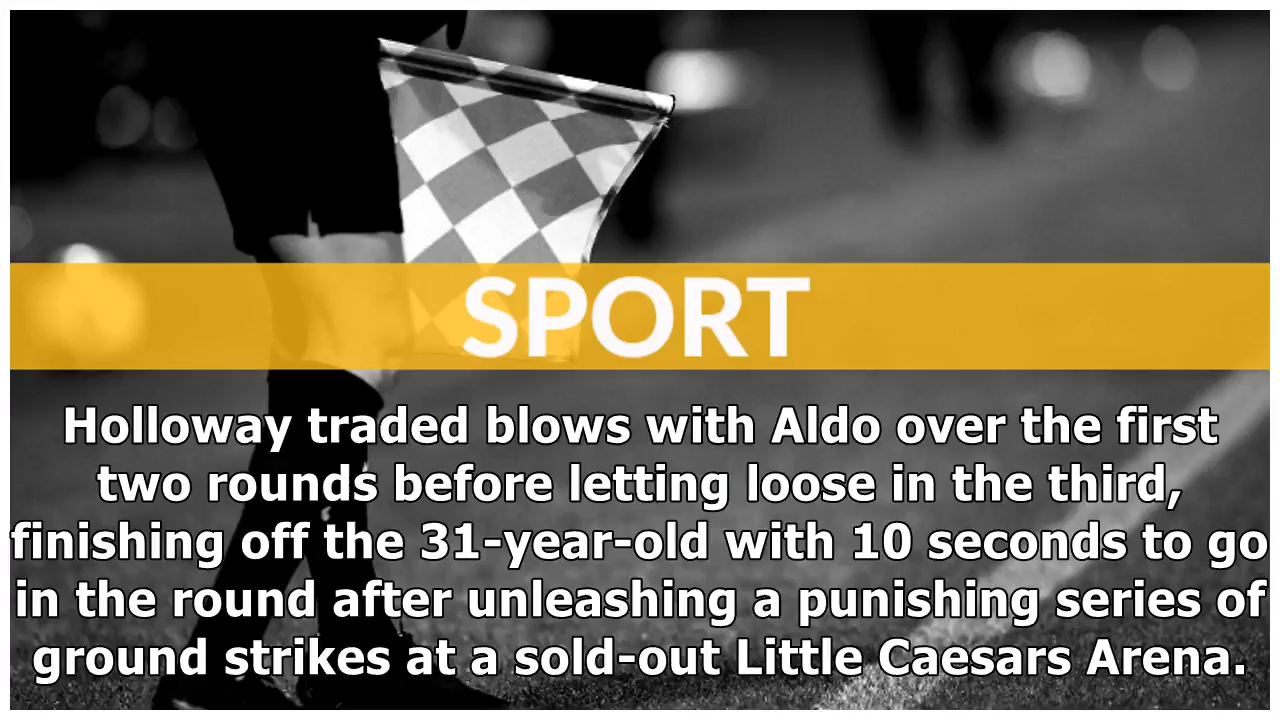 SPORT
Holloway traded blows with Aldo over the first
two rounds before letting loose in the third,
finishing off the 31-year-old with 10 seconds to go
in the round after unleashing a punishing series of
ground strikes at a sold-out Little Caesars Arena.